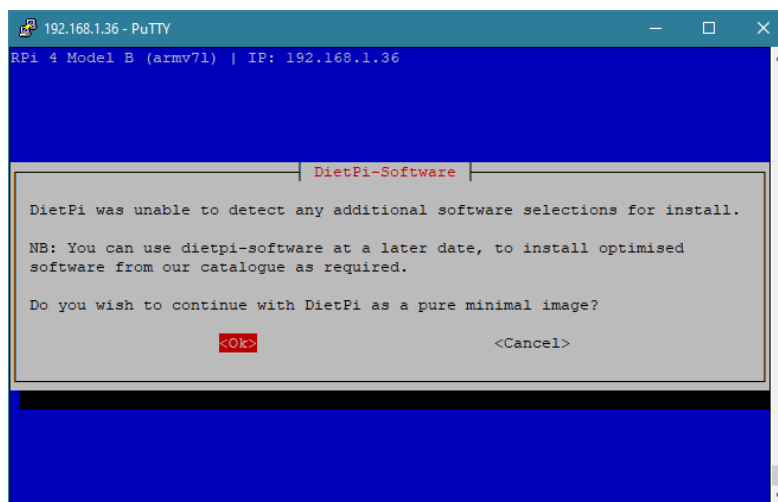 192.168.1.36 - PuTTY
RPi 4 Model B (armv7l) | IP: 192.168.1.36
DietPi-Software
DietPi was unable to detect any additional software selections for install.
NB: You can use dietpi-software at a later date, to install optimised
software from our catalogue as required.
Do you wish to continue with DietPi as a pure minimal image?
<Ok> <Cancel>